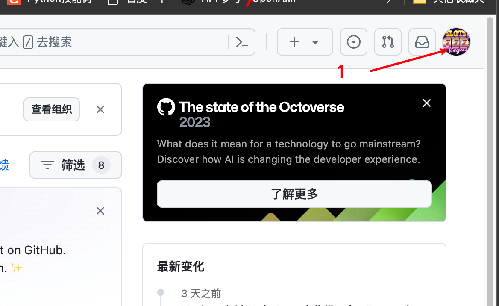 键入 / 去搜索
1
查看组织
The state of the Octoverse
2023
What does it mean for a technology to go mainstream?
Discover how AI is changing the developer experience.
了解更多
馈
筛选 8
t on GitHub.
n. ✨
最新变化
3 天之前